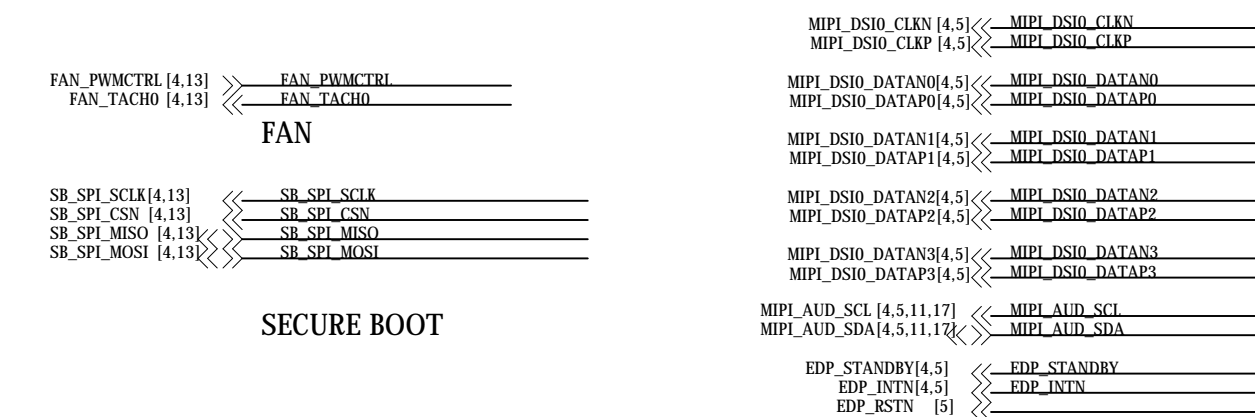 FAN_PWMCTRL [4,13] FAN_PWMCTRL
FAN_TACH0 [4,13] FAN_TACH0
FAN
SB_SPI_SCLK[4,13] SB_SPI_SCLK
SB_SPI_CSN [4,13] SB_SPI_CSN
SB_SPI_MISO [4,13] SB_SPI_MISO
SB_SPI_MOSI [4,13] SB_SPI_MOSI
SECURE BOOT
MIPI_DSI0_CLKN [4,5] MIPI_DSI0_CLKN
MIPI_DSI0_CLKP [4,5] MIPI_DSI0_CLKP
MIPI_DSI0_DATAN0[4,5] MIPI_DSI0_DATAN0
MIPI_DSI0_DATAP0[4,5] MIPI_DSI0_DATAP0
MIPI_DSI0_DATAN1[4,5] MIPI_DSI0_DATAN1
MIPI_DSI0_DATAP1[4,5] MIPI_DSI0_DATAP1
MIPI_DSI0_DATAN2[4,5] MIPI_DSI0_DATAN2
MIPI_DSI0_DATAP2[4,5] MIPI_DSI0_DATAP2
MIPI_DSI0_DATAN3[4,5] MIPI_DSI0_DATAN3
MIPI_DSI0_DATAP3[4,5] MIPI_DSI0_DATAP3
MIPI_AUD_SCL [4,5,11,17] MIPI_AUD_SCL
MIPI_AUD_SDA[4,5,11,17] MIPI_AUD_SDA
EDP_STANDBY[4,5] EDP_STANDBY
EDP_INTN[4,5] EDP_INTN
EDP_RSTN [5]